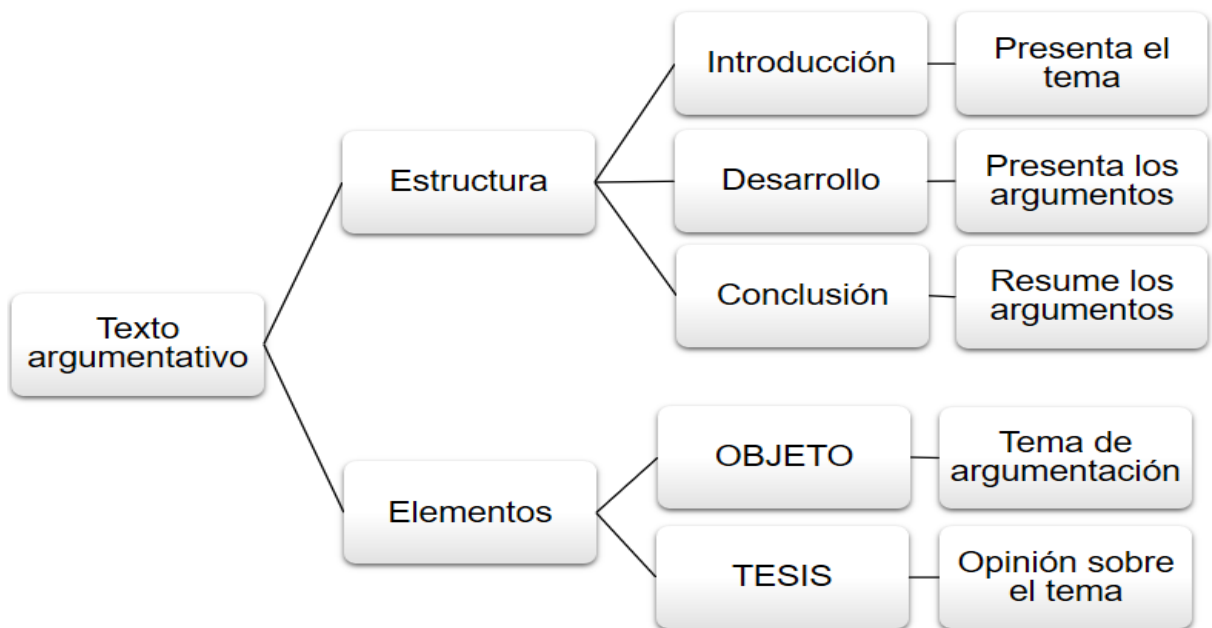 Texto
argumentativo
Estructura
Introducción
Presenta el
tema
Desarrollo
Presenta los
argumentos
Conclusión
Resume los
argumentos
Elementos
OBJETO
Tema de
argumentación
TESIS
Opinión sobre
el tema